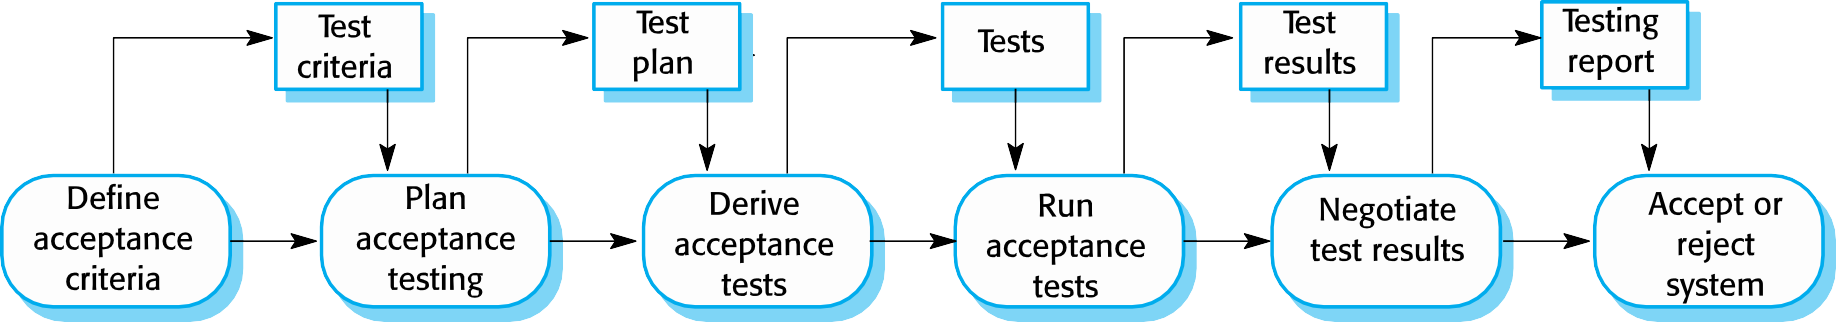 Test
criteria
Test
plan
Tests
Test
results
Testing
report
Define
acceptance
criteria
Plan
acceptance
testing
Derive
acceptance
tests
Run
acceptance
tests
Negotiate
test results
Accept or
reject
system